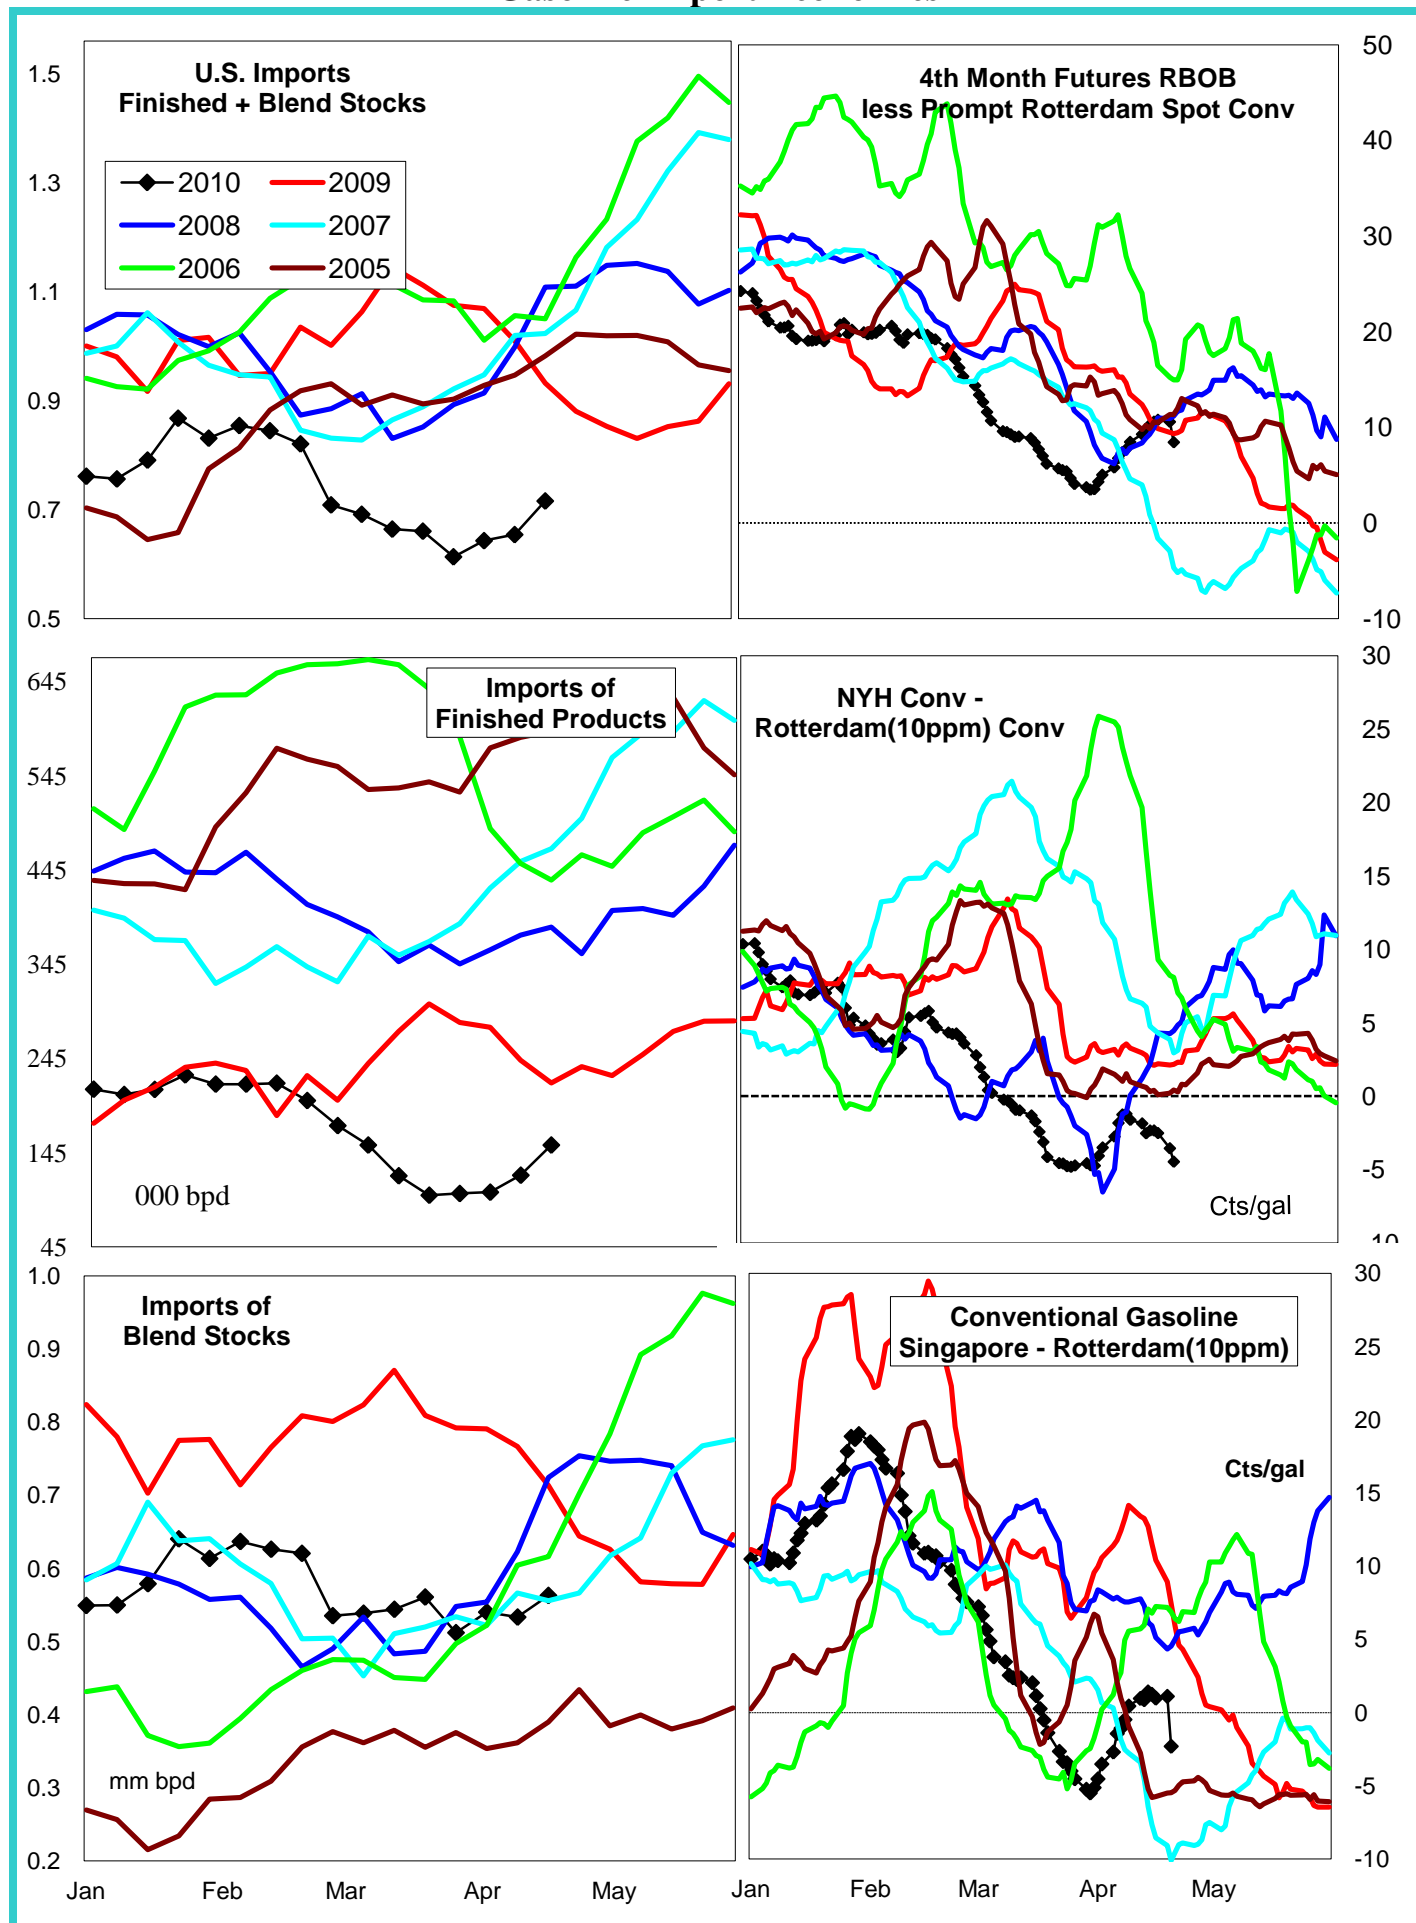 U.S. Imports
Finished + Blend Stocks
1.5
1.3
1.1
0.9
0.7
0.5
2010
2009
2008
2007
2006
2005
4th Month Futures RBOB
less Prompt Rotterdam Spot Conv
50
40
30
20
10
0
-10
Imports of
Finished Products
645
545
445
345
245
145
45
000 bpd
NYH Conv -
Rotterdam(10ppm) Conv
30
25
20
15
10
5
0
-5
Cts/gal
Imports of
Blend Stocks
1.0
0.9
0.8
0.7
0.6
0.5
0.4
0.3
0.2
mm bpd
Jan
Feb
Mar
Apr
May
Conventional Gasoline
Singapore - Rotterdam(10ppm)
Cts/gal
30
25
20
15
10
5
0
-5
-10
Jan
Feb
Mar
Apr
May